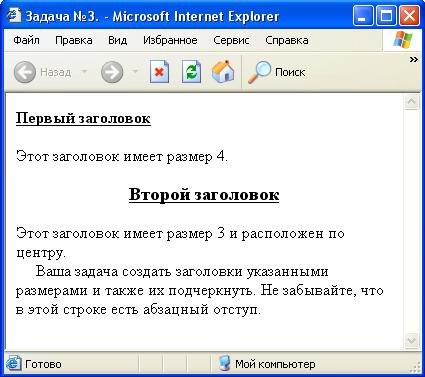 Задача №3. - Microsoft Internet Explorer
Файл Правка Вид Избранное Сервис Справка
Назад Поиск
Первый заголовок
Этот заголовок имеет размер 4.
Второй заголовок
Этот заголовок имеет размер 3 и расположен по
центру.
Ваша задача создать заголовки указанными
размерами и также их подчеркнуть. Не забывайте, что
в этой строке есть абзацный отступ.
Готово Мой компьютер